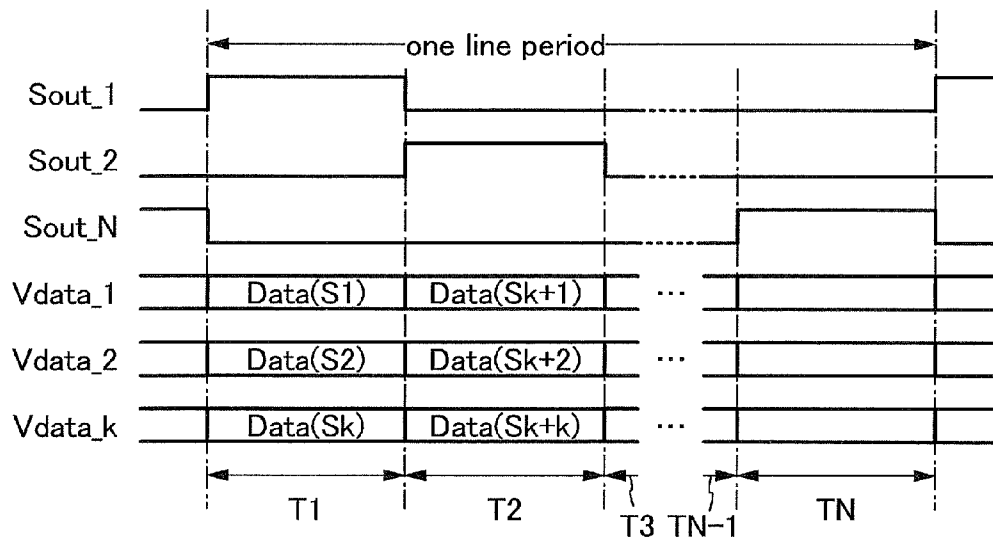 one line period
Sout_1
Sout_2
Sout_N
Vdata_1 Data(S1) Data(Sk+1) ...
Vdata_2 Data(S2) Data(Sk+2) ...
Vdata_k Data(Sk) Data(Sk+k) ...
T1 T2 T3 TN-1 TN